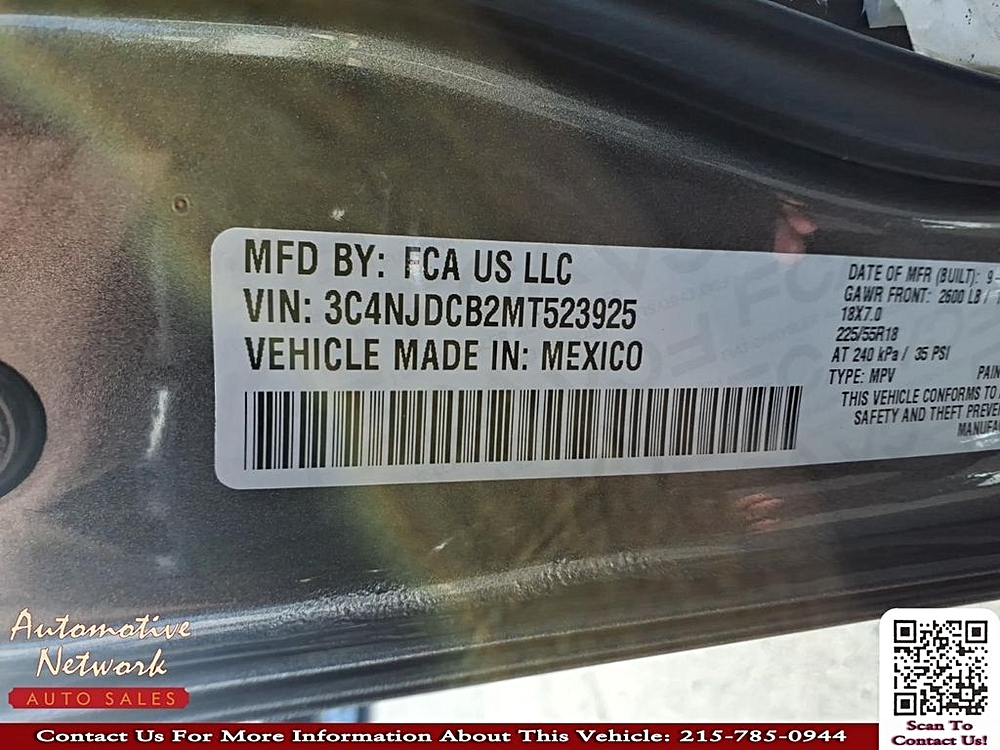 MFD BY: FCA US LLC
VIN: 3C4NJDCB2MT523925
VEHICLE MADE IN: MEXICO
DATE OF MFR (BUILT): 9-
GAWR FRONT: 2600 LB /
18X7.0
225/55R18
AT 240 kPa / 35 PSI
TYPE: MPV
THIS VEHICLE CONFORMS TO
SAFETY AND THEFT
Automotive
Network
AUTO SALES
Scan To
Contact Us!
Contact Us For More Information About This Vehicle: 215-785-0944